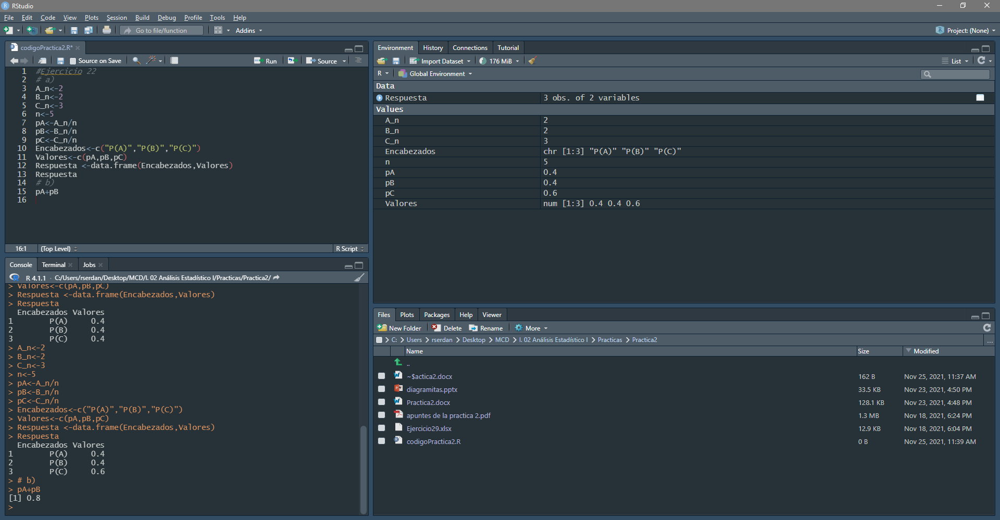 RStudio
File Edit Code View Plots Session Build Debug Profile Tools Help
Go to file/function Addins Project: (None)
codigoPractica2.R*
Source on Save Run Source
1 #Ejercicio 22
2 # a)
3 A_n<-2
4 B_n<-2
5 C_n<-3
6 n<-5
7 pA<-A_n/n
8 pB<-B_n/n
9 pC<-C_n/n
10 Encabezados<-c("P(A)","P(B)","P(C)")
11 Valores<-c(pA,pB,pC)
12 Respuesta <-data.frame(Encabezados,Valores)
13 Respuesta
14 # b)
15 pA+pB
16
16:1 (Top Level) R Script
Console Terminal Jobs
R 4.1.1 · C:/Users/rserdan/Desktop/MCD/I. 02 Análisis Estadístico I/Practicas/Practica2/
> Valores<-c(pA,pB,pC)
> Respuesta <-data.frame(Encabezados,Valores)
> Respuesta
Encabezados Valores
1 P(A) 0.4
2 P(B) 0.4
3 P(C) 0.4
> A_n<-2
> B_n<-2
> C_n<-3
> n<-5
> pA<-A_n/n
> pB<-B_n/n
> pC<-C_n/n
> Encabezados<-c("P(A)","P(B)","P(C)")
> Valores<-c(pA,pB,pC)
> Respuesta <-data.frame(Encabezados,Valores)
> Respuesta
Encabezados Valores
1 P(A) 0.4
2 P(B) 0.4
3 P(C) 0.6
> # b)
> pA+pB
[1] 0.8
>
Environment History Connections Tutorial
Import Dataset 176 MiB List
R Global Environment
Data
Respuesta 3 obs. of 2 variables
Values
A_n 2
B_n 2
C_n 3
Encabezados chr [1:3] "P(A)" "P(B)" "P(C)"
n 5
pA 0.4
pB 0.4
pC 0.6
Valores num [1:3] 0.4 0.4 0.6
Files Plots Packages Help Viewer
New Folder Delete Rename More
C: > Users > rserdan > Desktop > MCD > I. 02 Análisis Estadístico I > Practicas > Practica2 ...
Name Size Modified
..
~$actica2.docx 162 B Nov 25, 2021, 11:37 AM
diagramitas.pptx 33.5 KB Nov 23, 2021, 4:50 PM
Practica2.docx 128.1 KB Nov 23, 2021, 4:48 PM
apuntes de la practica 2.pdf 1.3 MB Nov 18, 2021, 6:24 PM
Ejercicio29.xlsx 12.9 KB Nov 18, 2021, 6:04 PM
codigoPractica2.R 0 B Nov 25, 2021, 11:39 AM